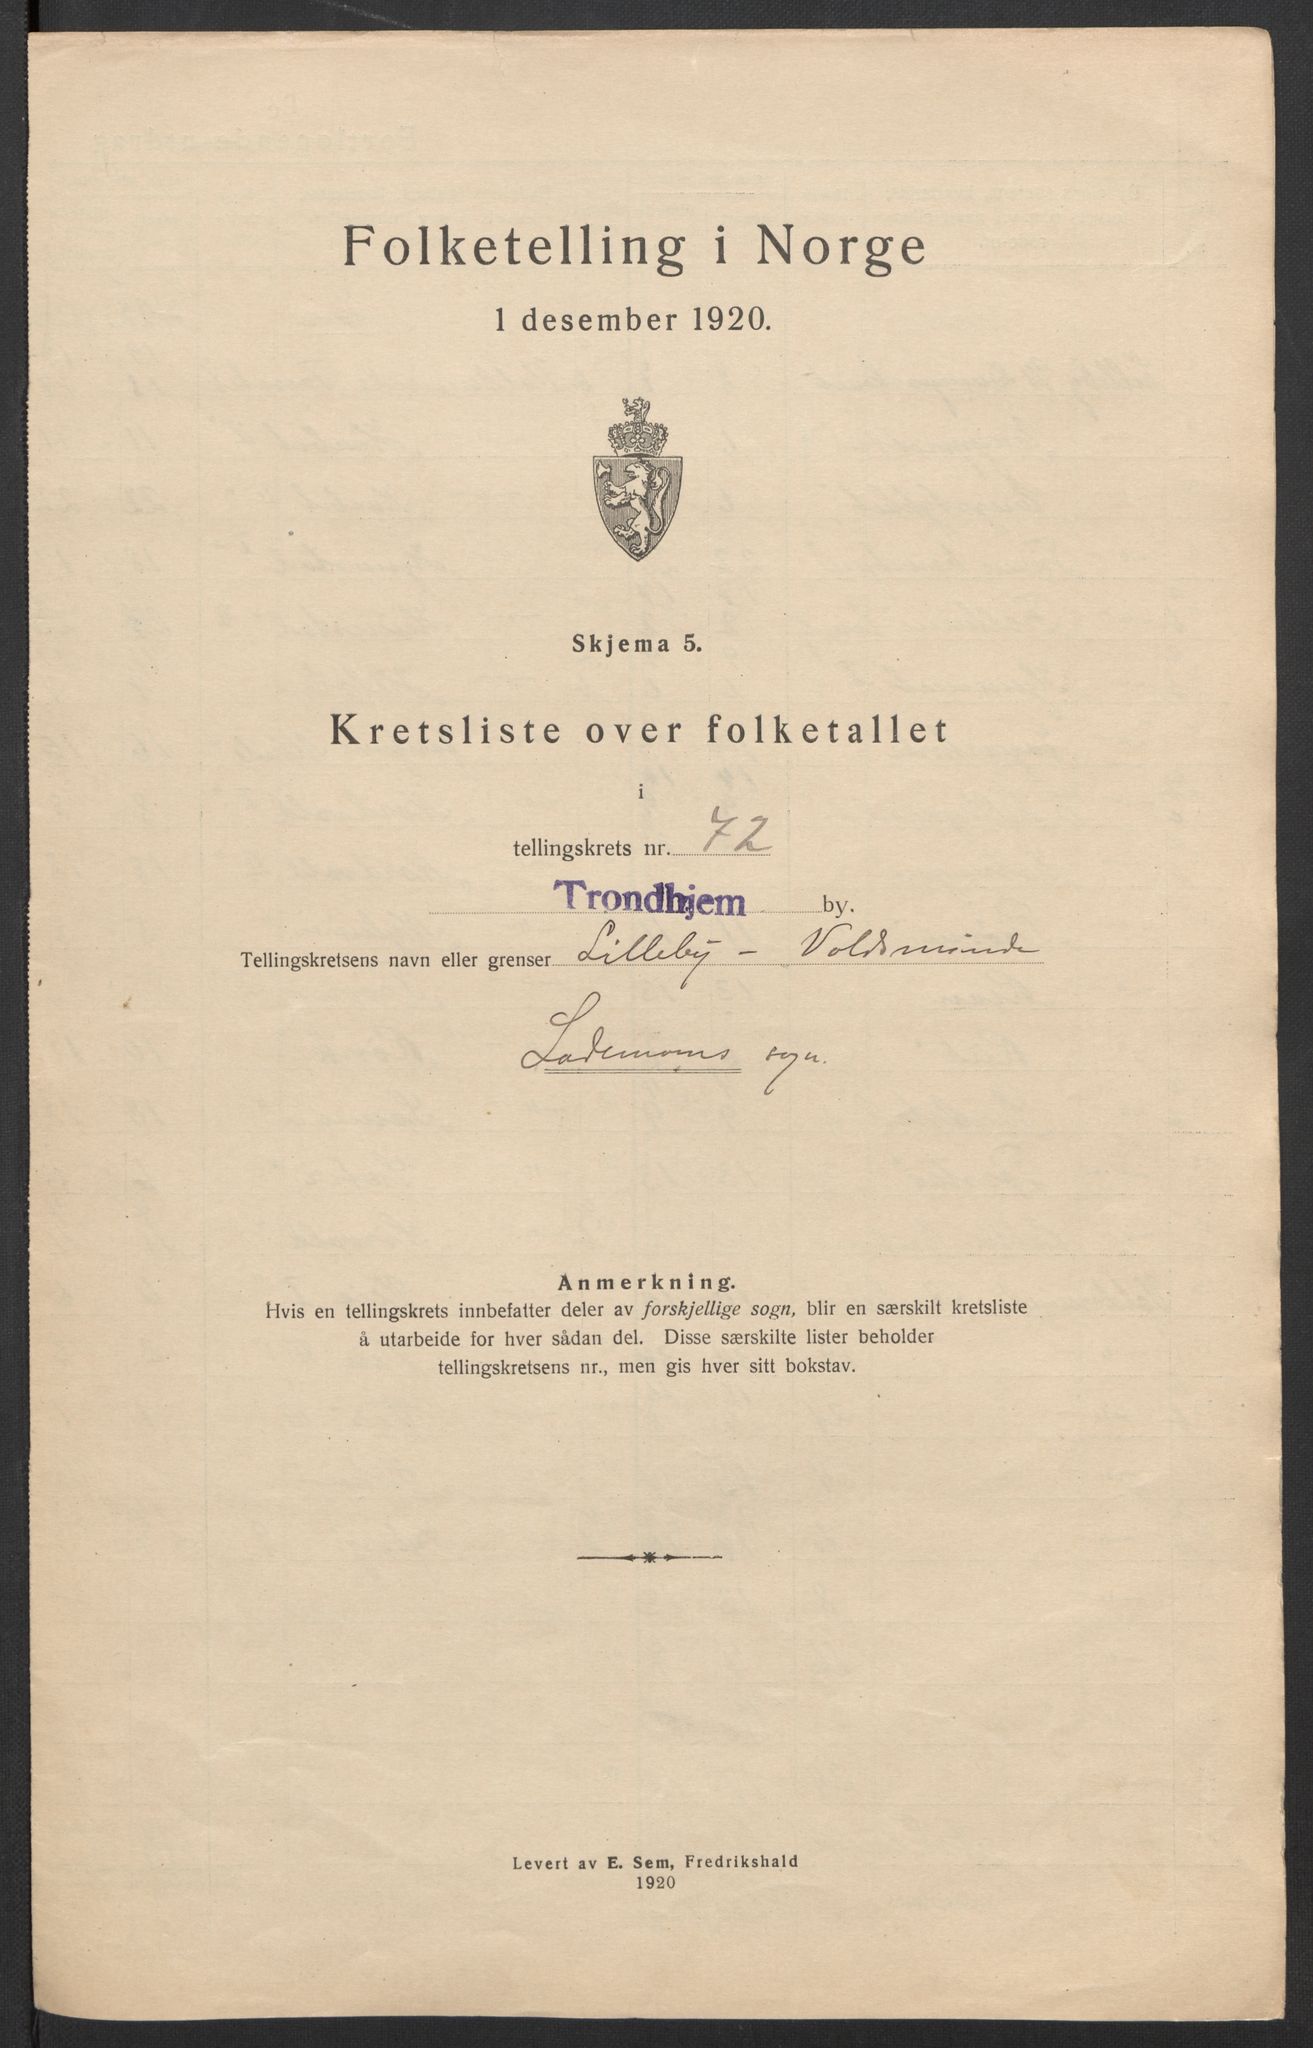 Folketelling i Norge
1 desember 1920.
Skjema 5.
Kretsliste over folketallet
i
tellingskrets nr. 72
Trondhjem by.
Tellingskretsens navn eller grenser Lilleby - Voldsminde
Lademoens sogn.
Anmerkning.
Hvis en tellingskrets innbefatter deler av forskjellige sogn, blir en særskilt kretsliste
å utarbeide for hver sådan del. Disse særskilte lister beholder
tellingskretsens nr., men gis hver sitt bokstav.
Levert av E. Sem, Fredrikshald
1920